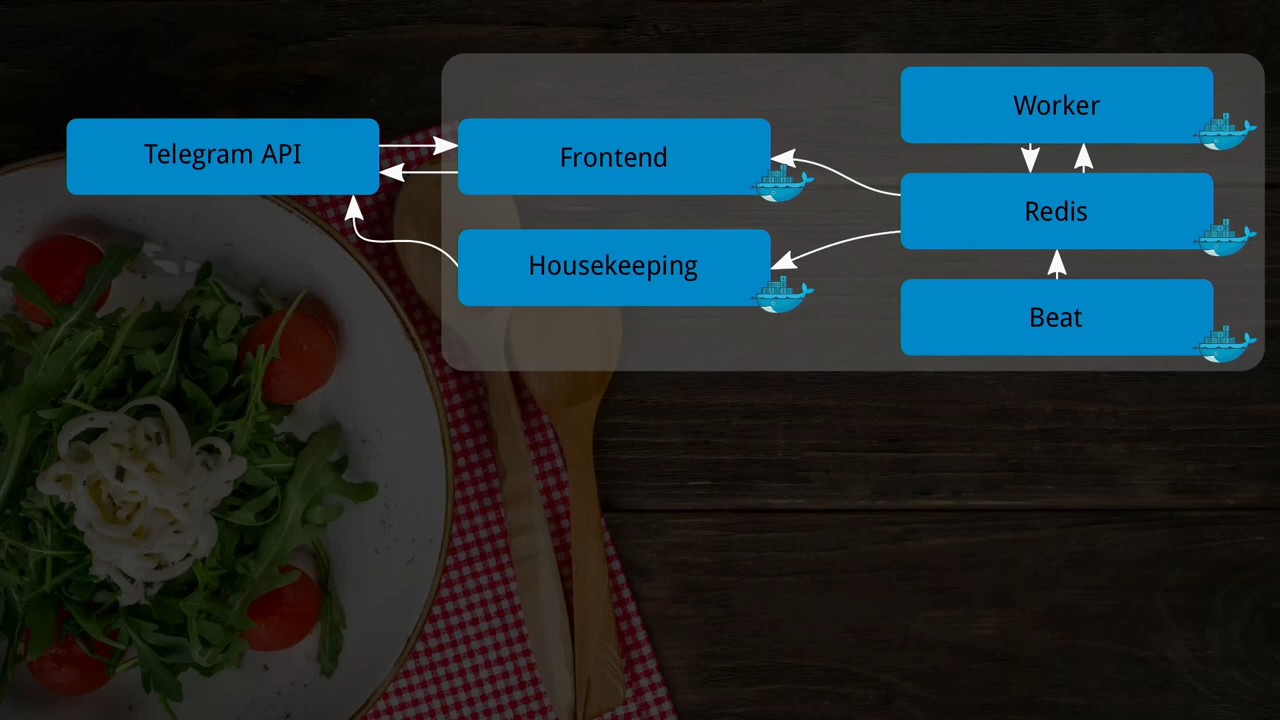 Telegram API
Frontend
Housekeeping
Worker
Redis
Beat